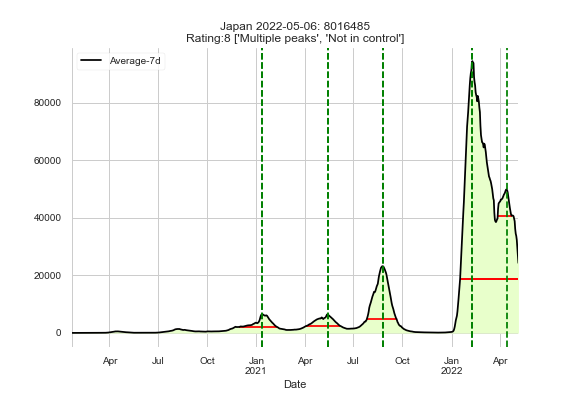 Japan 2022-05-06: 8016485
Rating:8 ['Multiple peaks', 'Not in control']
Average-7d
80000
60000
40000
20000
0
Apr Jul Oct Jan Apr Jul Oct Jan Apr
2021 2022
Date